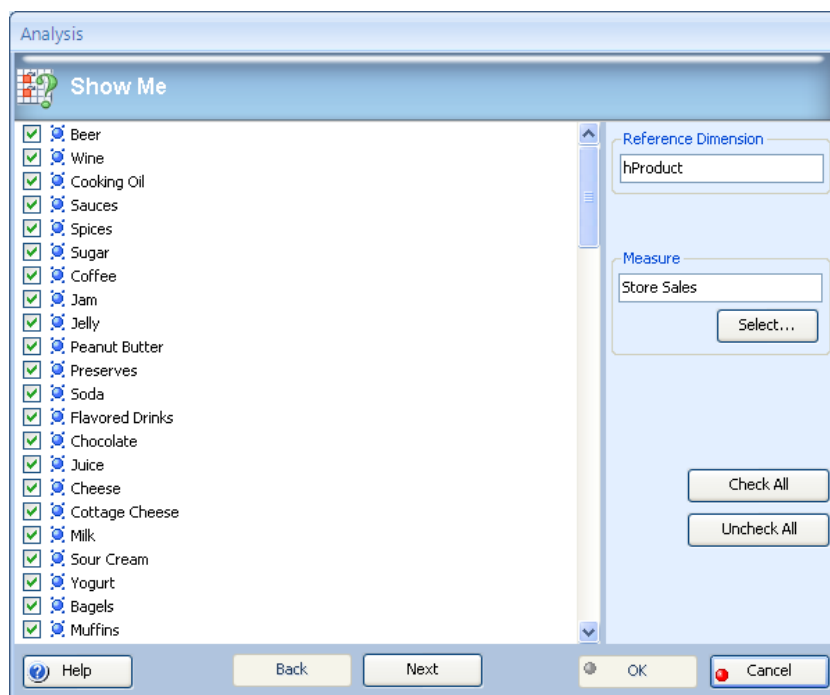 Analysis
Show Me
Beer
Wine
Cooking Oil
Sauces
Spices
Sugar
Coffee
Jam
Jelly
Peanut Butter
Preserves
Soda
Flavored Drinks
Chocolate
Juice
Cheese
Cottage Cheese
Milk
Sour Cream
Yogurt
Bagels
Muffins
Reference Dimension
hProduct
Measure
Store Sales
Select...
Check All
Uncheck All
Help
Back
Next
OK
Cancel